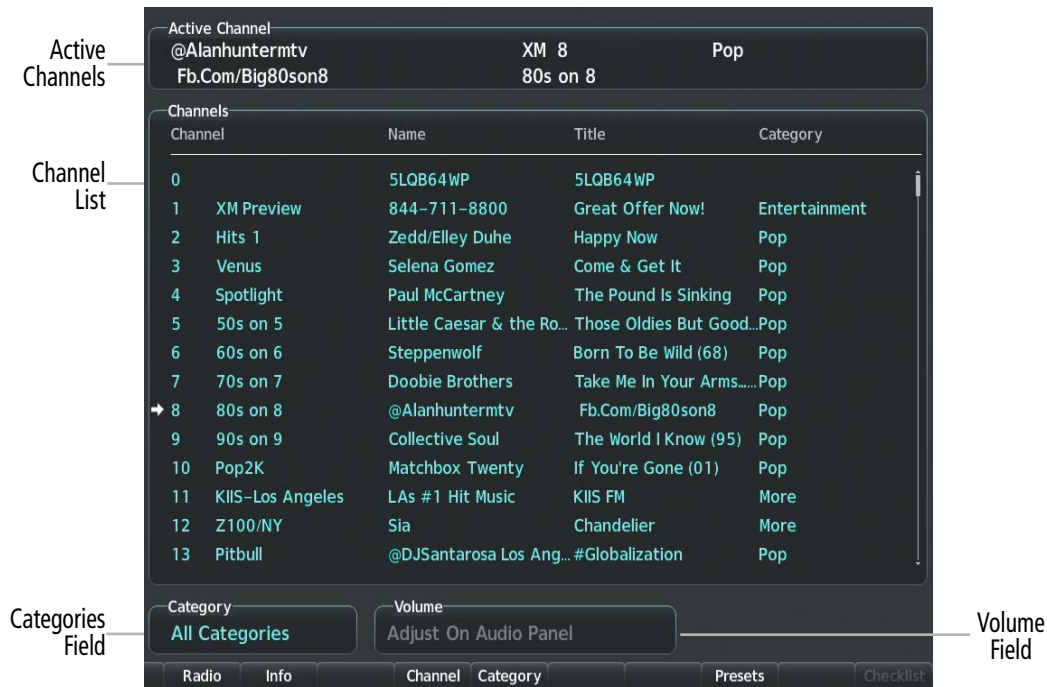 Active Channel
@Alanhuntermtv XM 8 Pop
Fb.Com/Big80son8 80s on 8
Active
Channels
Channels
Channel Name Title Category
Channel
List
0 5LQB64WP 5LQB64WP
1 XM Preview 844-711-8800 Great Offer Now! Entertainment
2 Hits 1 Zedd/Elley Duhe Happy Now Pop
3 Venus Selena Gomez Come & Get It Pop
4 Spotlight Paul McCartney The Pound Is Sinking Pop
5 50s on 5 Little Caesar & the Ro... Those Oldies But Good...Pop
6 60s on 6 Steppenwolf Born To Be Wild (68) Pop
7 70s on 7 Doobie Brothers Take Me In Your Arms......Pop
8 80s on 8 @Alanhuntermtv Fb.Com/Big80son8 Pop
9 90s on 9 Collective Soul The World I Know (95) Pop
10 Pop2K Matchbox Twenty If You're Gone (01) Pop
11 KIIS-Los Angeles LAs #1 Hit Music KIIS FM More
12 Z100/NY Sia Chandelier More
13 Pitbull @DJSantarosa Los Ang... #Globalization Pop
Categories
Field
Category
All Categories
Volume
Adjust On Audio Panel
Volume
Field
Radio Info Channel Category Presets Checklist